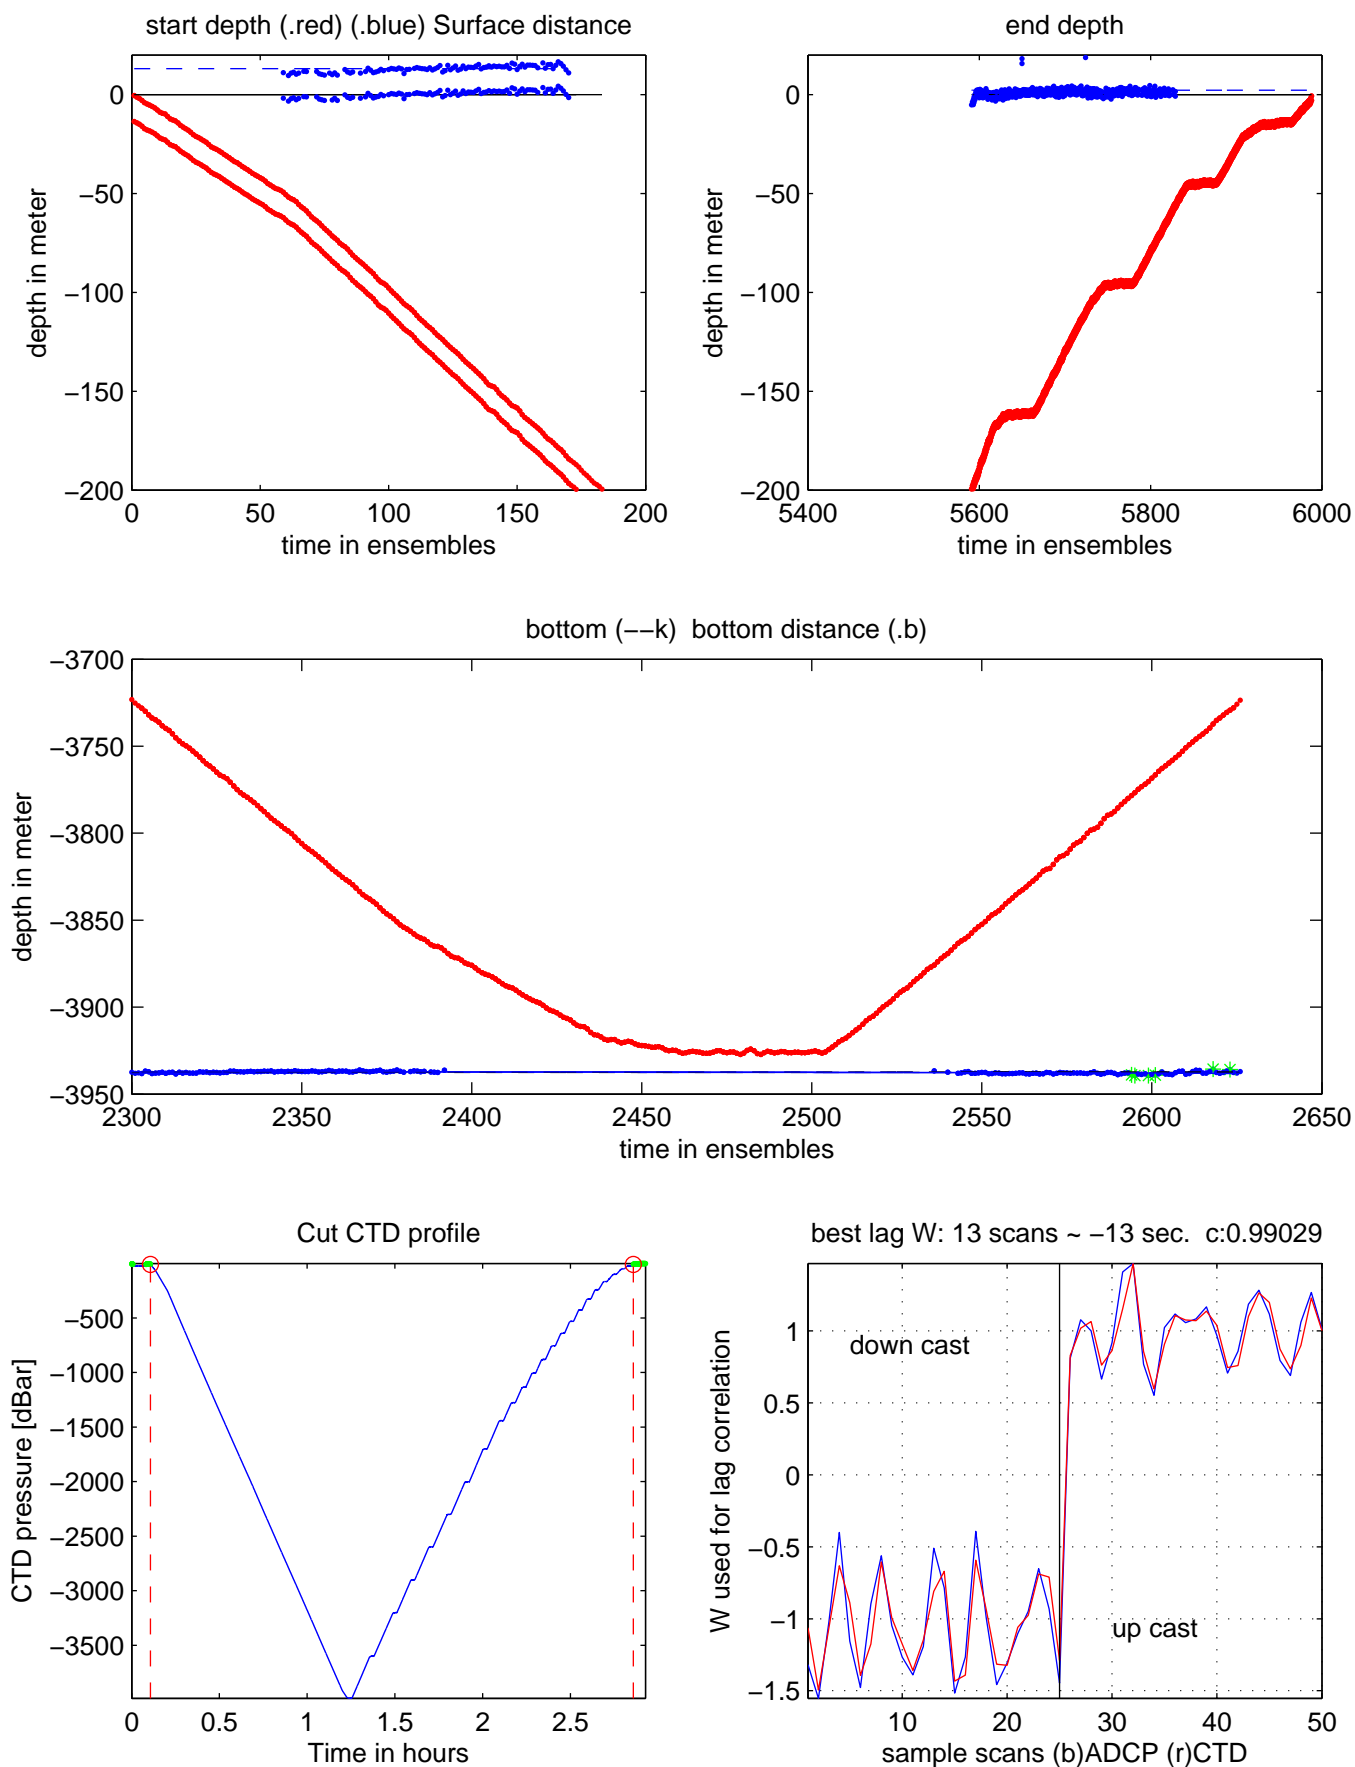 start depth (.red) (.blue) Surface distance
0
−50
−100
−150
−200
0 50 100 150 200
depth in meter
time in ensembles
end depth
0
−50
−100
−150
−200
5400 5600 5800 6000
depth in meter
time in ensembles
bottom (−−k) bottom distance (.b)
−3700
−3750
−3800
−3850
−3900
−3950
2300 2350 2400 2450 2500 2550 2600 2650
depth in meter
time in ensembles
Cut CTD profile
−500
−1000
−1500
−2000
−2500
−3000
−3500
0 0.5 1 1.5 2 2.5
CTD pressure [dBar]
Time in hours
best lag W: 13 scans ~ −13 sec. c:0.99029
1
0.5
0
−0.5
−1
−1.5
10 20 30 40 50
down cast
up cast
W used for lag correlation
sample scans (b)ADCP (r)CTD